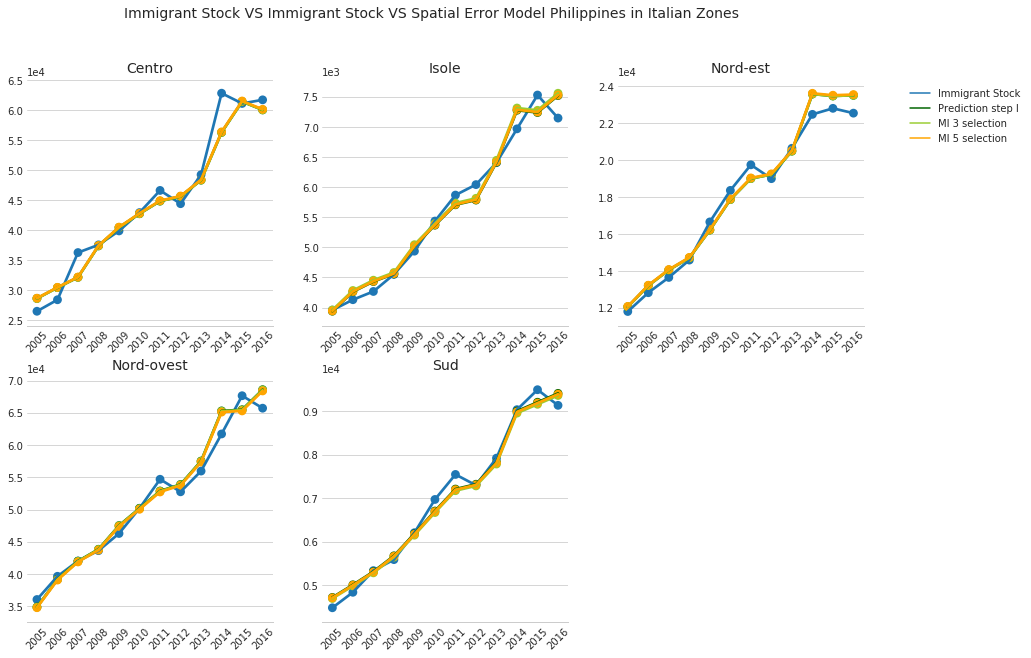 Immigrant Stock VS Immigrant Stock VS Spatial Error Model Philippines in Italian Zones
Centro
1e4
6.5
6.0
5.5
5.0
4.5
4.0
3.5
3.0
2.5
2005 2006 2007 2008 2009 2010 2011 2012 2013 2014 2015 2016
Isole
1e3
7.5
7.0
6.5
6.0
5.5
5.0
4.5
4.0
2005 2006 2007 2008 2009 2010 2011 2012 2013 2014 2015 2016
Nord-est
1e4
2.4
2.2
2.0
1.8
1.6
1.4
1.2
2005 2006 2007 2008 2009 2010 2011 2012 2013 2014 2015 2016
Immigrant Stock
Prediction step I
MI 3 selection
MI 5 selection
Nord-ovest
1e4
7.0
6.5
6.0
5.5
5.0
4.5
4.0
3.5
2005 2006 2007 2008 2009 2010 2011 2012 2013 2014 2015 2016
Sud
1e4
0.9
0.8
0.7
0.6
0.5
2005 2006 2007 2008 2009 2010 2011 2012 2013 2014 2015 2016